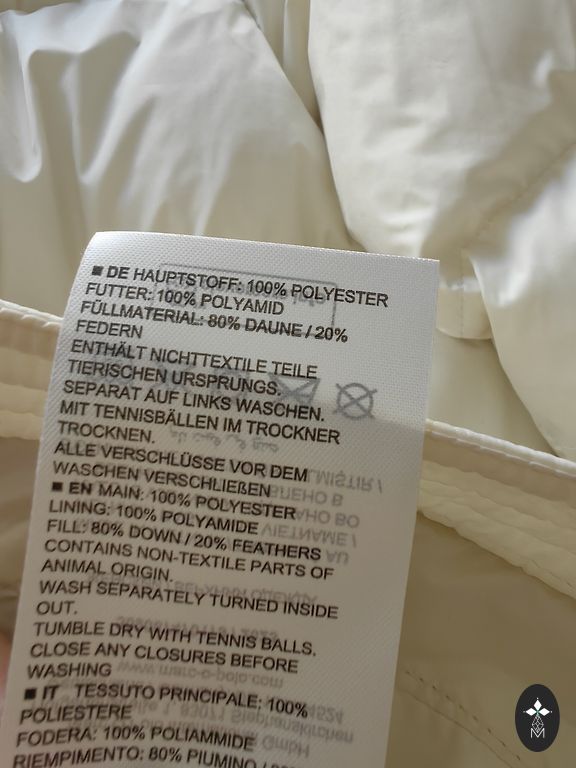 ■ DE HAUPTSTOFF: 100% POLYESTER
FUTTER: 100% POLYAMID
FÜLLMATERIAL: 80% DAUNE / 20%
FEDERN
ENTHÄLT NICHTTEXTILE TEILE
TIERISCHEN URSPRUNGS.
SEPARAT AUF LINKS WASCHEN.
MIT TENNISBÄLLEN IM TROCKNER
TROCKNEN.
ALLE VERSCHLÜSSE VOR DEM
WASCHEN VERSCHLIEßEN
■ EN MAIN: 100% POLYESTER
LINING: 100% POLYAMIDE
FILL: 80% DOWN / 20% FEATHERS
CONTAINS NON-TEXTILE PARTS OF
ANIMAL ORIGIN.
WASH SEPARATELY TURNED INSIDE
OUT.
TUMBLE DRY WITH TENNIS BALLS.
CLOSE ANY CLOSURES BEFORE
WASHING
■ IT TESSUTO PRINCIPALE: 100%
POLIESTERE
FODERA: 100% POLIAMMIDE
RIEMPIMENTO: 80% PIUMINO /